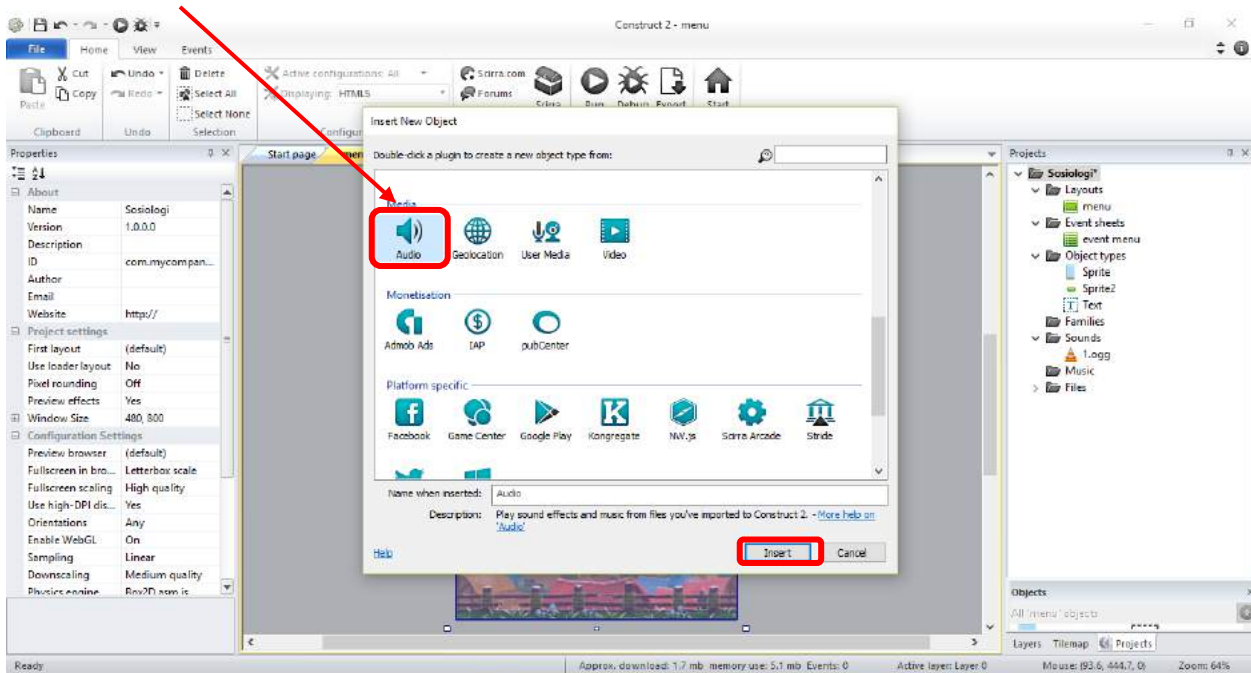 Construct 2 - menu
File Home View Events
Paste
Cut
Copy
Clipboard
Undo
Redo
Undo
Delete
Select All
Select None
Selection
Active configurations: All
Displaying: HTML5
Configur
Scirra.com
Forums
Run Debug Export Start
Properties
About
Name Sosiologi
Version 1.0.0.0
Description
ID com.mycompan...
Author
Email
Website http://
Project settings
First layout (default)
Use loader layout No
Pixel rounding Off
Preview effects Yes
Window Size 480, 800
Configuration Settings
Preview browser (default)
Fullscreen in bro... Letterbox scale
Fullscreen scaling High quality
Use high-DPI dis... Yes
Orientations Any
Enable WebGL On
Sampling Linear
Downscaling Medium quality
Physics engine Box2D asm.js
Start page
Insert New Object
Double-click a plugin to create a new object type from:
Media
Audio Geolocation User Media Video
Monetisation
Admob Ads IAP pubCenter
Platform specific
Facebook Game Center Google Play Kongregate NW.js Scirra Arcade Stride
Name when inserted: Audio
Description: Play sound effects and music from files you've imported to Construct 2. - More help on
'Audio'
Help Insert Cancel
Projects
Sosiologi*
Layouts
menu
Event sheets
event menu
Object types
Sprite
Sprite2
T Text
Families
Sounds
1.ogg
Music
Files
Objects
All 'menu' objects
Layers Tilemap Projects
Ready Approx. download: 1.7 mb memory use: 5.1 mb Events: 0 Active layer: Layer 0 Mouse: (93.6, 444.7, 0) Zoom: 64%